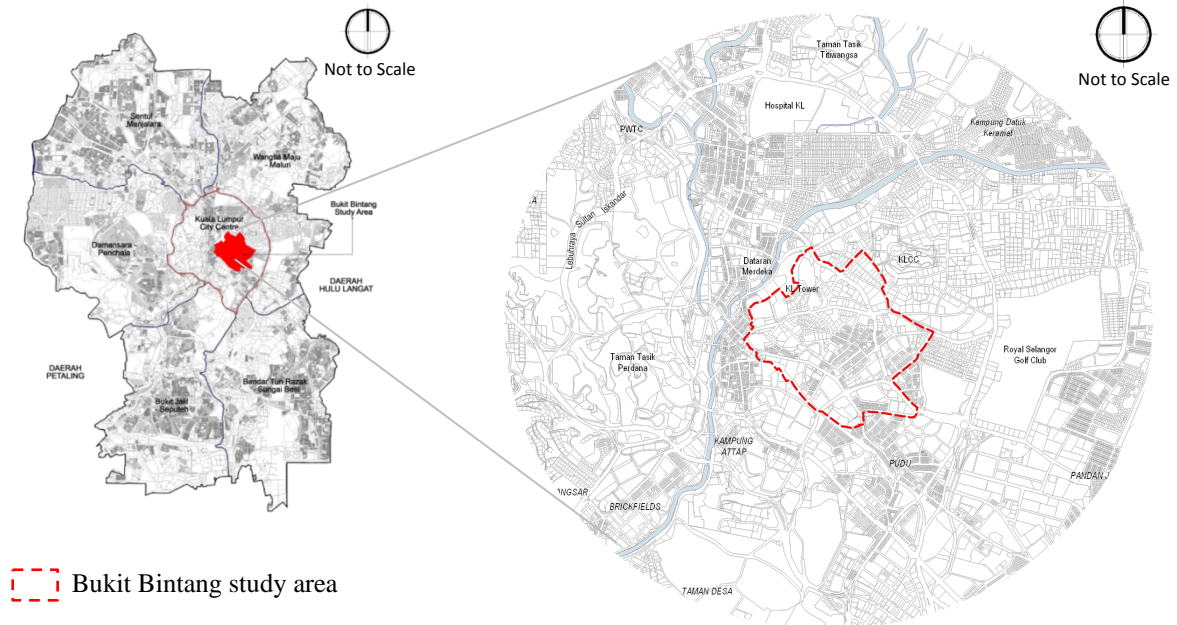 Not to Scale
Sentul -
Menjalara
Wangsa Maju
- Maluri
Bukit Bintang
Study Area
Kuala Lumpur
City Centre
Damansara
- Penchala
DAERAH
HULU LANGAT
DAERAH
PETALING
Bandar Tun Razak
- Sungai Besi
Bukit Jalil
- Seputeh
Not to Scale
Taman Tasik
Titiwangsa
Hospital KL
PWTC
Kampung Datuk
Keramat
A
Lebuhraya Sultan Iskandar
Dataran
Merdeka
KLCC
KL Tower
Royal Selangor
Golf Club
Taman Tasik
Perdana
KAMPUNG
ATTAP
PUDU
PANDAN J
NGSAR
BRICKFIELDS
TAMAN DESA
Bukit Bintang study area